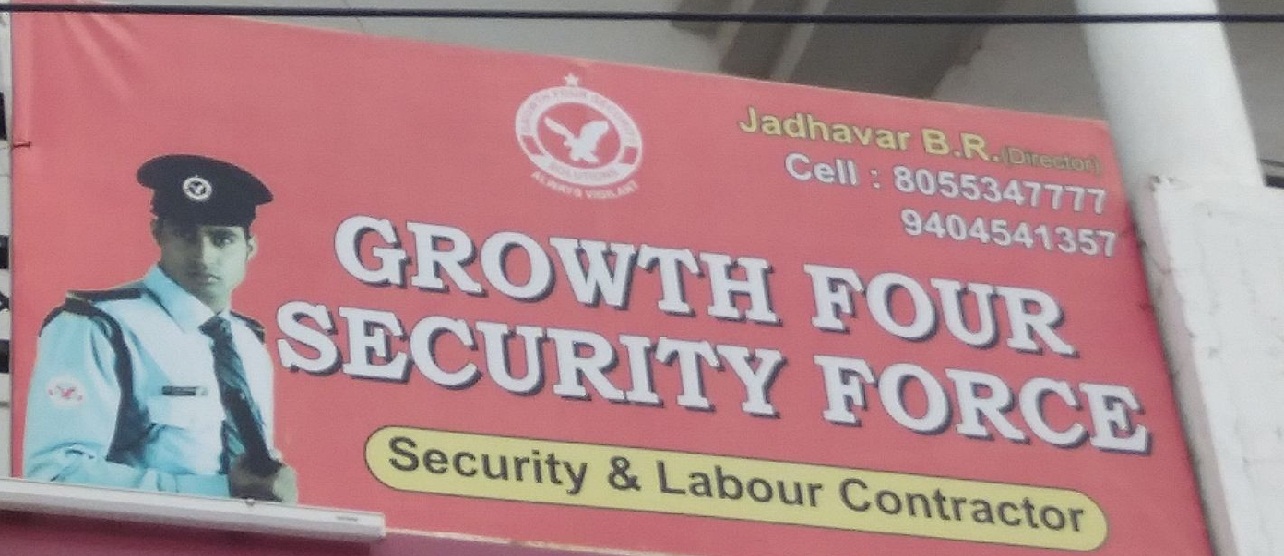 GROWTH FOUR SECURITY
SOLUTIONS
ALWAYS VIGILANT
Jadhavar B.R.(Director)
Cell : 8055347777
9404541357
GROWTH FOUR
SECURITY FORCE
Security & Labour Contractor